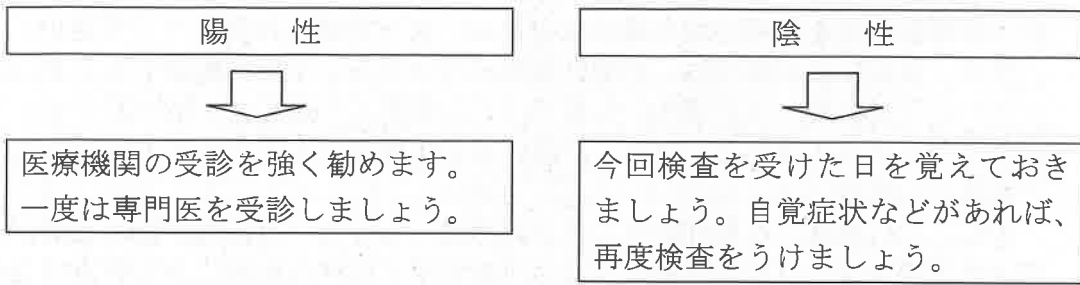 陽　性
医療機関の受診を強く勧めます。
一度は専門医を受診しましょう。
陰　性
今回検査を受けた日を覚えておき
ましょう。自覚症状などがあれば、
再度検査をうけましょう。